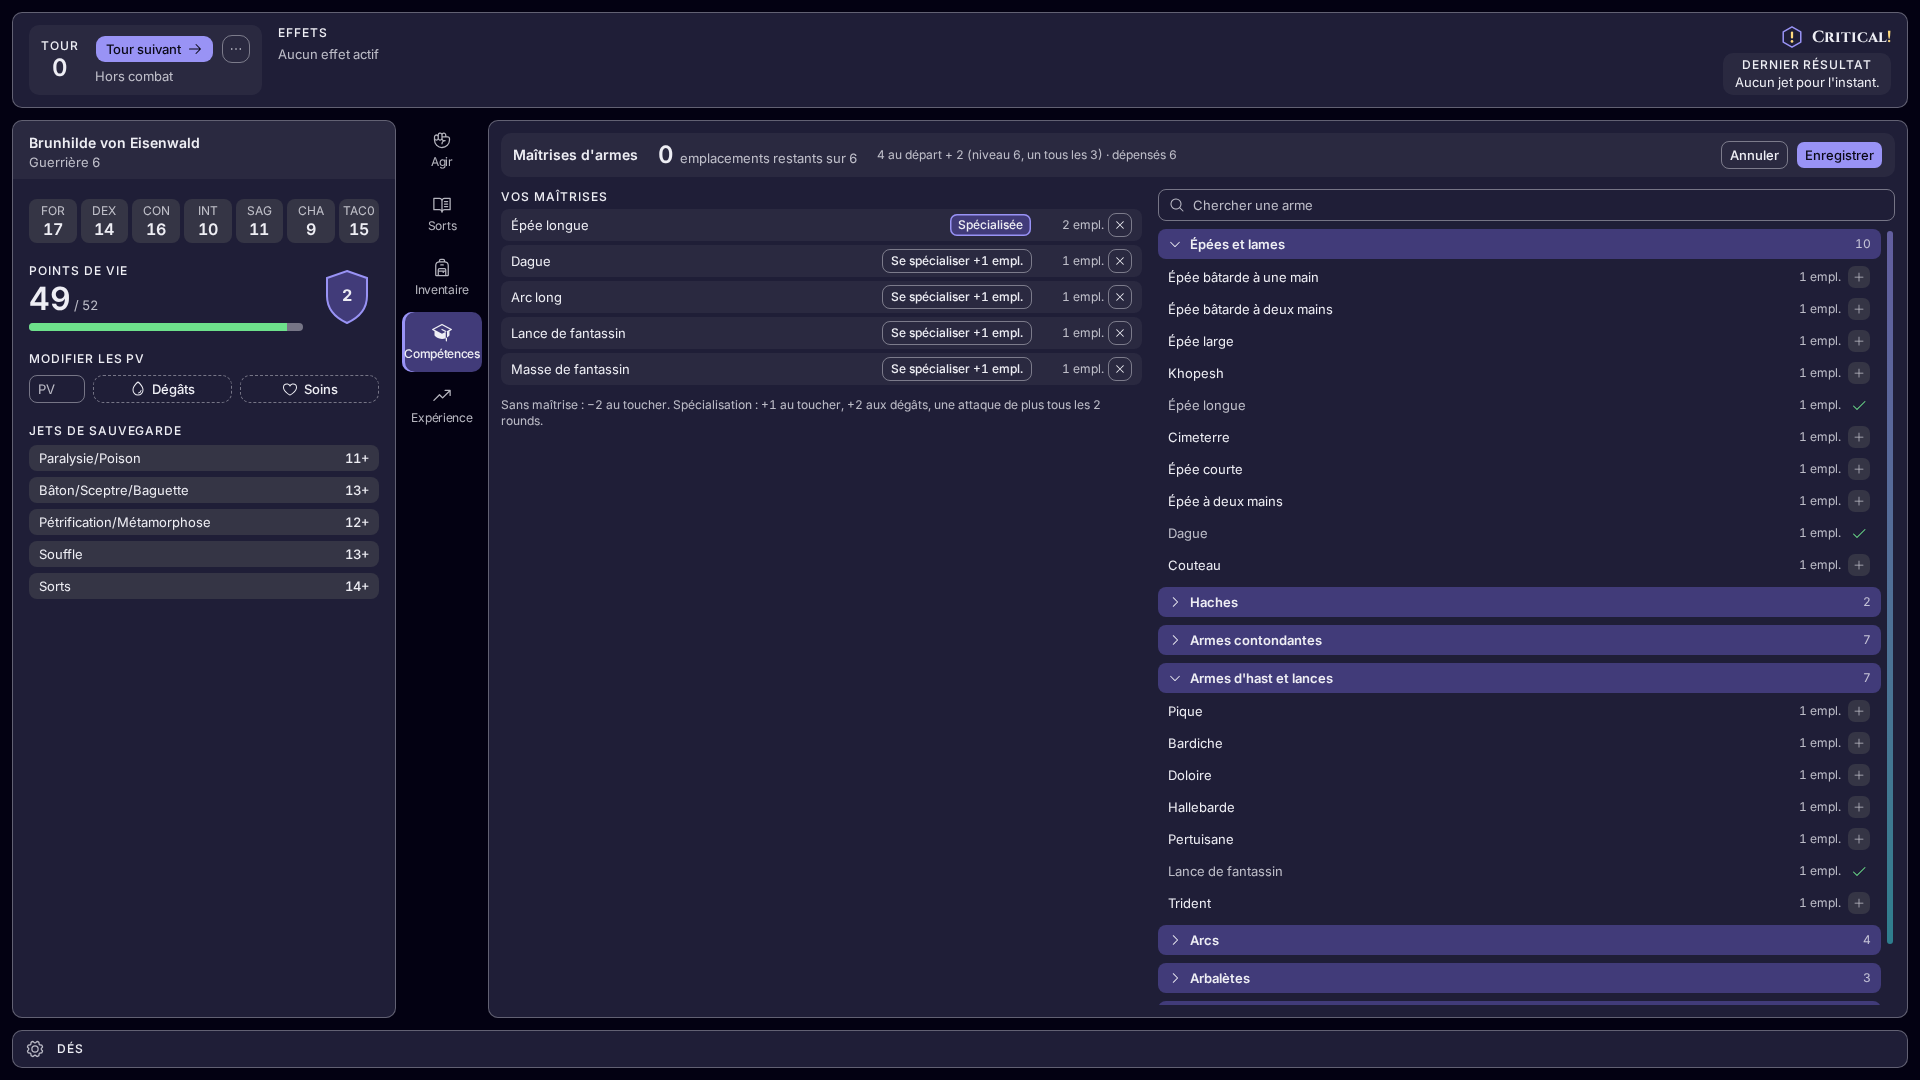 TOUR
0
Tour suivant
Hors combat
EFFETS
Aucun effet actif
CRITICAL!
DERNIER RÉSULTAT
Aucun jet pour l'instant.
Brunhilde von Eisenwald
Guerrière 6
FOR DEX CON INT SAG CHA TAC0
17 14 16 10 11 9 15
POINTS DE VIE
49 / 52
2
MODIFIER LES PV
PV Dégâts Soins
JETS DE SAUVEGARDE
Paralysie/Poison 11+
Bâton/Sceptre/Baguette 13+
Pétrification/Métamorphose 12+
Souffle 13+
Sorts 14+
Agir
Sorts
Inventaire
Compétences
Expérience
Maîtrises d'armes 0 emplacements restants sur 6 4 au départ + 2 (niveau 6, un tous les 3) · dépensés 6 Annuler Enregistrer
VOS MAÎTRISES
Épée longue Spécialisée 2 empl.
Dague Se spécialiser +1 empl. 1 empl.
Arc long Se spécialiser +1 empl. 1 empl.
Lance de fantassin Se spécialiser +1 empl. 1 empl.
Masse de fantassin Se spécialiser +1 empl. 1 empl.
Sans maîtrise : −2 au toucher. Spécialisation : +1 au toucher, +2 aux dégâts, une attaque de plus tous les 2
rounds.
Chercher une arme
Épées et lames 10
Épée bâtarde à une main 1 empl.
Épée bâtarde à deux mains 1 empl.
Épée large 1 empl.
Khopesh 1 empl.
Épée longue 1 empl.
Cimeterre 1 empl.
Épée courte 1 empl.
Épée à deux mains 1 empl.
Dague 1 empl.
Couteau 1 empl.
Haches 2
Armes contondantes 7
Armes d'hast et lances 7
Pique 1 empl.
Bardiche 1 empl.
Doloire 1 empl.
Hallebarde 1 empl.
Pertuisane 1 empl.
Lance de fantassin 1 empl.
Trident 1 empl.
Arcs 4
Arbalètes 3
DÉS